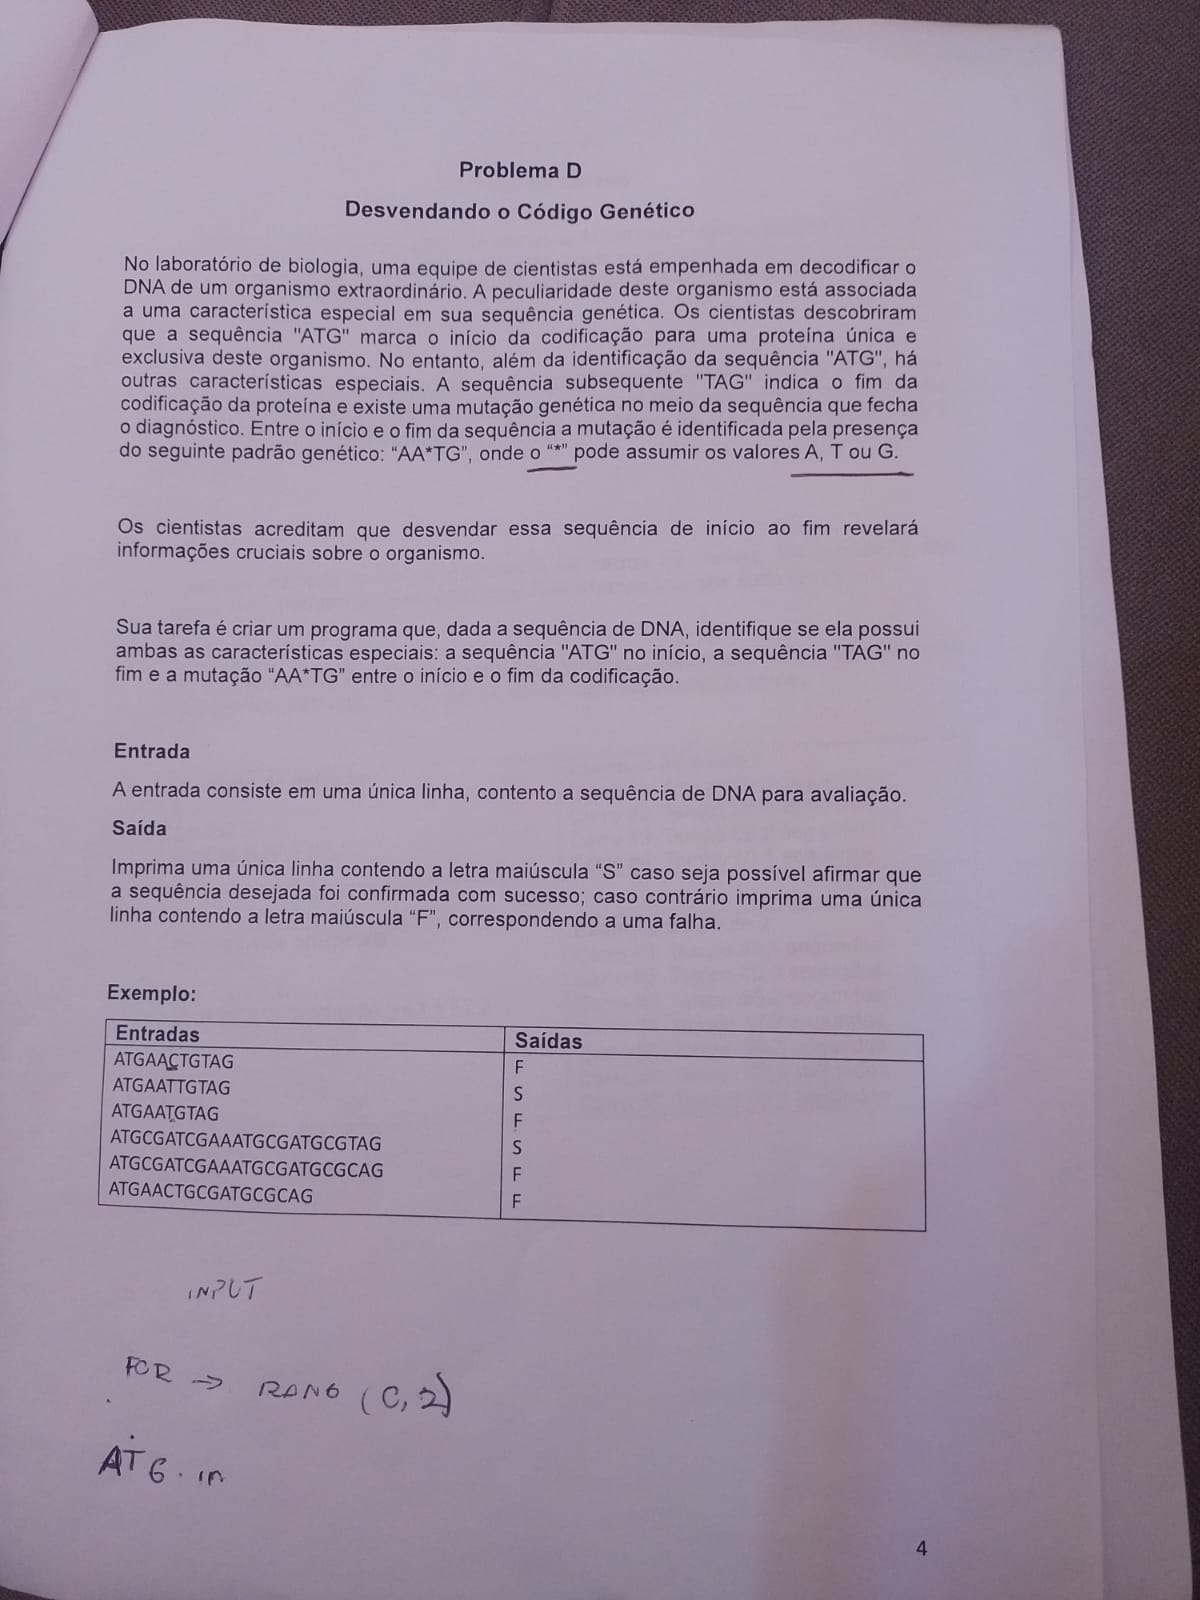 Problema D
Desvendando o Código Genético
No laboratório de biologia, uma equipe de cientistas está empenhada em decodificar o
DNA de um organismo extraordinário. A peculiaridade deste organismo está associada
a uma característica especial em sua sequência genética. Os cientistas descobriram
que a sequência "ATG" marca o início da codificação para uma proteína única e
exclusiva deste organismo. No entanto, além da identificação da sequência "ATG", há
outras características especiais. A sequência subsequente "TAG" indica o fim da
codificação da proteína e existe uma mutação genética no meio da sequência que fecha
o diagnóstico. Entre o início e o fim da sequência a mutação é identificada pela presença
do seguinte padrão genético: “AA*TG”, onde o “*” pode assumir os valores A, T ou G.
Os cientistas acreditam que desvendar essa sequência de início ao fim revelará
informações cruciais sobre o organismo.
Sua tarefa é criar um programa que, dada a sequência de DNA, identifique se ela possui
ambas as características especiais: a sequência "ATG" no início, a sequência "TAG" no
fim e a mutação “AA*TG” entre o início e o fim da codificação.
Entrada
A entrada consiste em uma única linha, contento a sequência de DNA para avaliação.
Saída
Imprima uma única linha contendo a letra maiúscula “S” caso seja possível afirmar que
a sequência desejada foi confirmada com sucesso; caso contrário imprima uma única
linha contendo a letra maiúscula “F”, correspondendo a uma falha.
Exemplo:
Entradas Saídas
ATGAACTGTAG F
ATGAATTGTAG S
ATGAATGTAG F
ATGCGATCGAAATGCGATGCGTAG S
ATGCGATCGAAATGCGATGCGCAG F
ATGAACTGCGATGCGCAG F
INPUT
FOR → RANG (0,2)
ATG. in
4